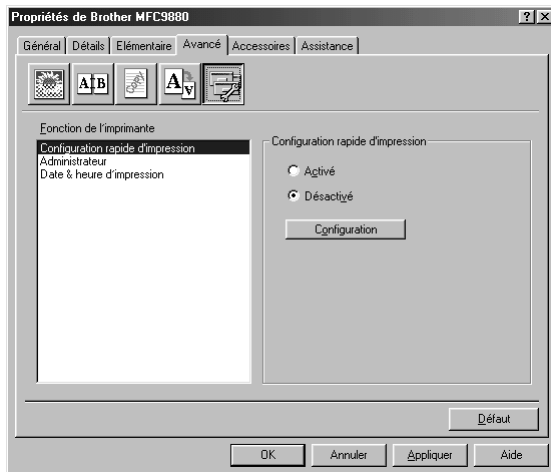 Propriétés de Brother MFC9880
Général Détails Elémentaire Avancé Accessoires Assistance
A B COPY A A
Fonction de l'imprimante
Configuration rapide d'impression
Administrateur
Date & heure d'impression
Configuration rapide d'impression
Activé
Désactivé
Configuration
Défaut
OK Annuler Appliquer Aide